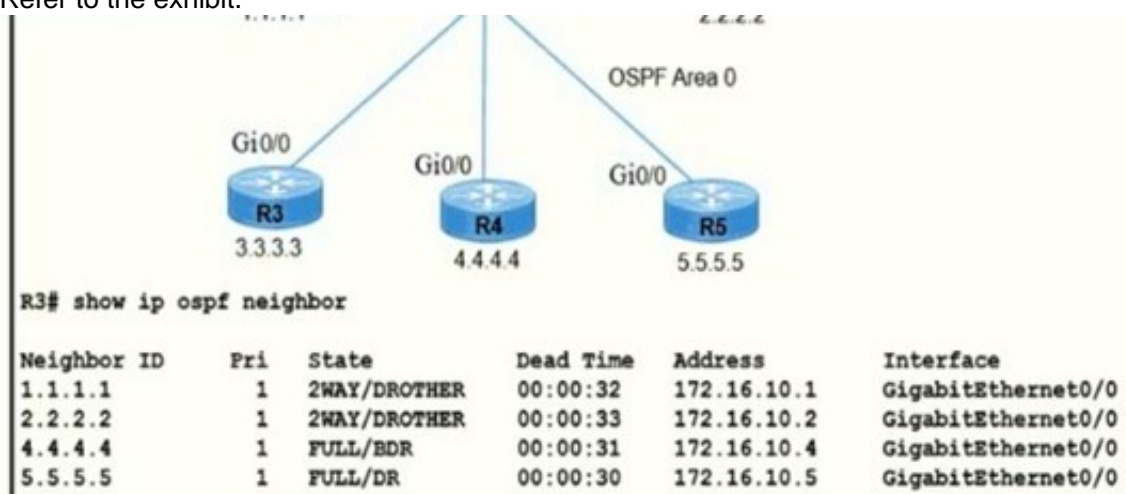 Refer to the exhibit.
1.1.1.1
2.2.2.2
OSPF Area 0
Gi0/0
Gi0/0
Gi0/0
R3
R4
R5
3.3.3.3
4.4.4.4
5.5.5.5
R3# show ip ospf neighbor
Neighbor ID Pri State Dead Time Address Interface
1.1.1.1 1 2WAY/DROTHER 00:00:32 172.16.10.1 GigabitEthernet0/0
2.2.2.2 1 2WAY/DROTHER 00:00:33 172.16.10.2 GigabitEthernet0/0
4.4.4.4 1 FULL/BDR 00:00:31 172.16.10.4 GigabitEthernet0/0
5.5.5.5 1 FULL/DR 00:00:30 172.16.10.5 GigabitEthernet0/0